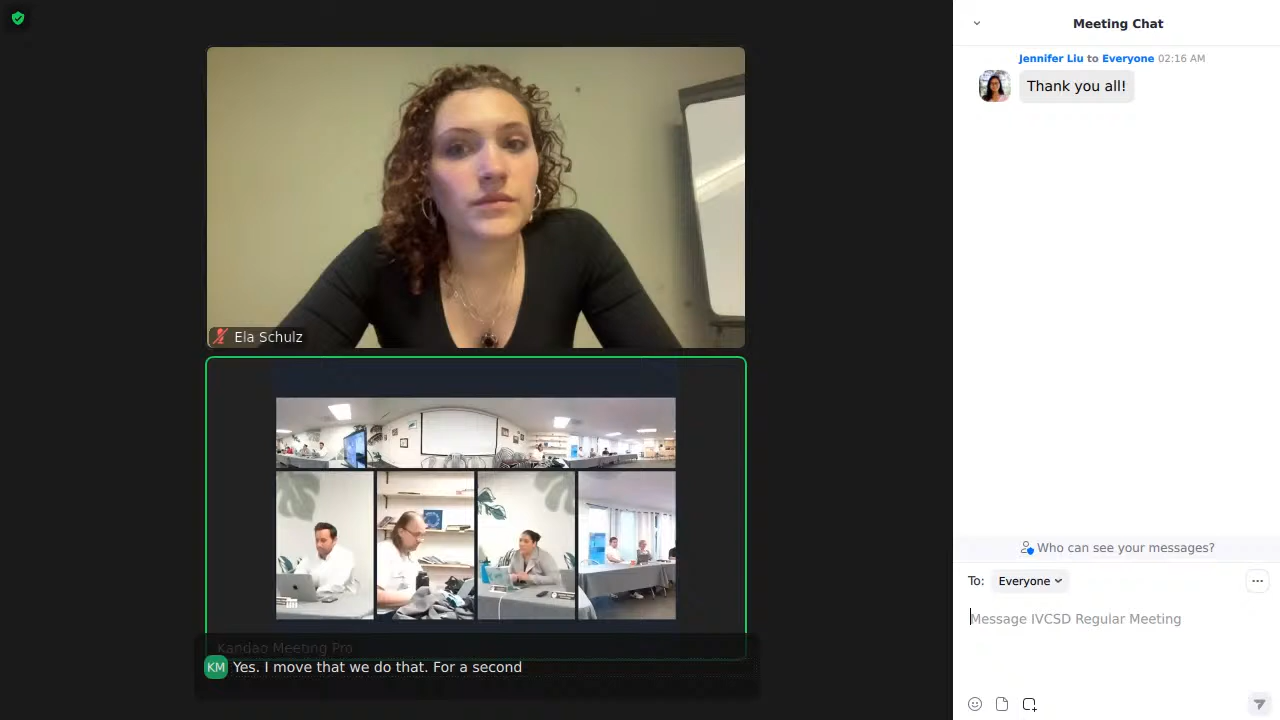 Meeting Chat
Jennifer Liu to Everyone 02:16 AM
Thank you all!
Ela Schulz
Kandao Meeting Pro
KM Yes. I move that we do that. For a second
Who can see your messages?
To: Everyone
Message IVCSD Regular Meeting